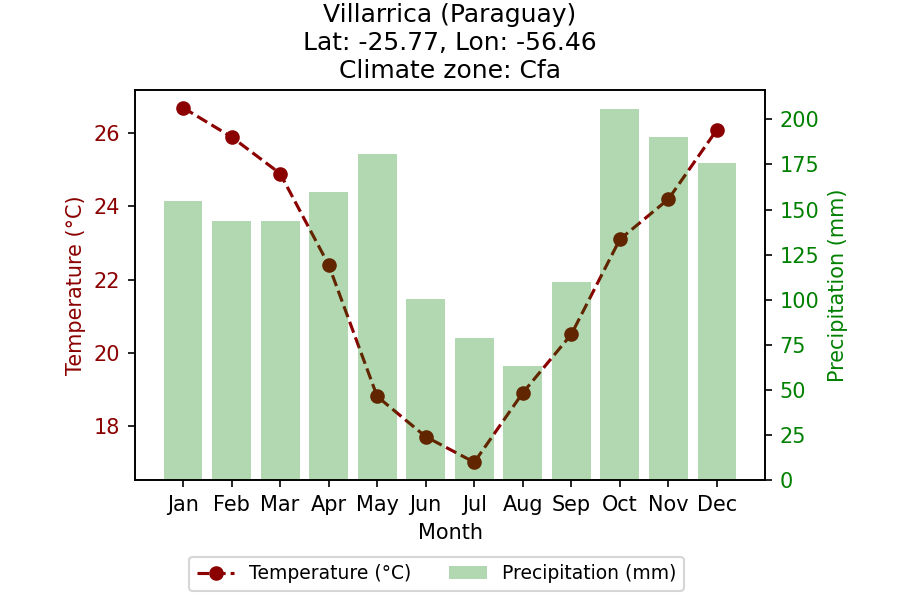 Villarrica (Paraguay)
Lat: -25.77, Lon: -56.46
Climate zone: Cfa
Temperature (°C)
26
24
22
20
18
200
175
150
125
100
75
50
25
0
Precipitation (mm)
Jan Feb Mar Apr May Jun Jul Aug Sep Oct Nov Dec
Month
Temperature (°C) Precipitation (mm)